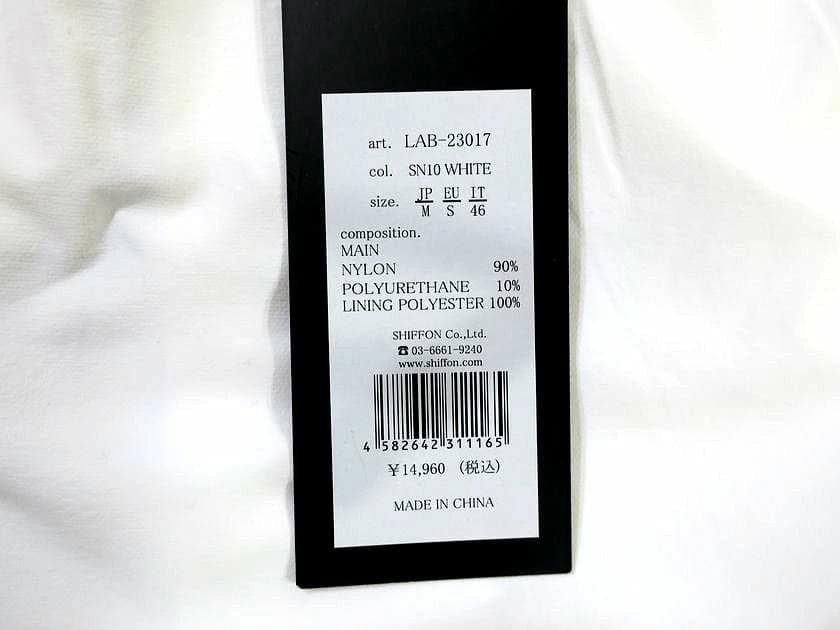 art. LAB-23017
col. SN10 WHITE
size. JP/M EU/S IT/46
composition.
MAIN
NYLON 90%
POLYURETHANE 10%
LINING POLYESTER 100%
SHIFFON Co.,Ltd.
☎ 03-6661-9240
www.shiffon.com
4 582642 311165
¥14,960 (税込)
MADE IN CHINA